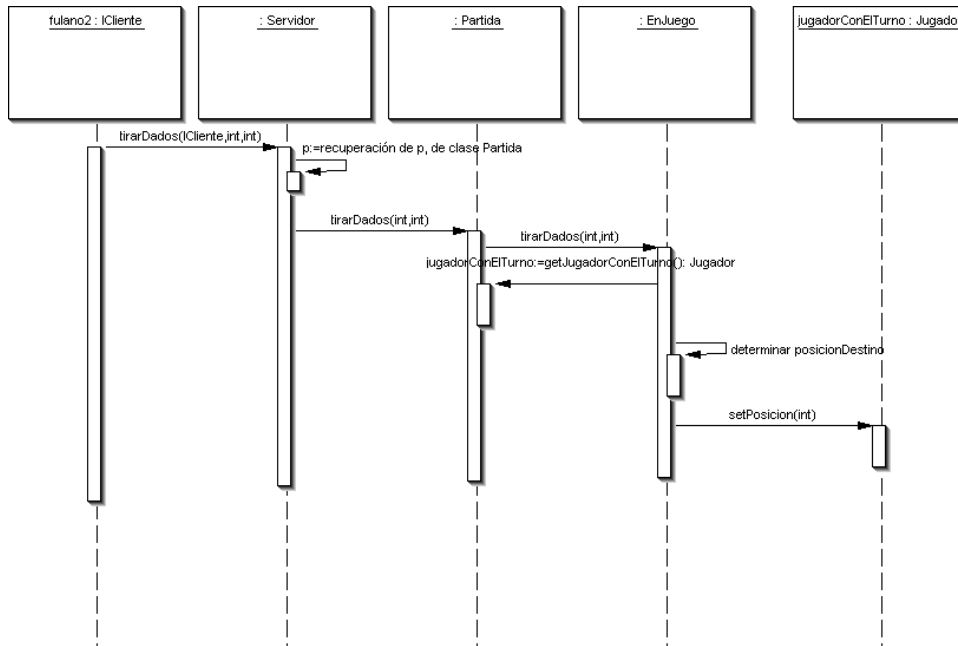 fulano2 : ICliente
: Servidor
: Partida
: EnJuego
jugadorConElTurno : Jugador
tirarDados(ICliente,int,int)
p:=recuperación de p, de clase Partida
tirarDados(int,int)
tirarDados(int,int)
jugadorConElTurno:=getJugadorConElTurno(): Jugador
determinar posicionDestino
setPosicion(int)